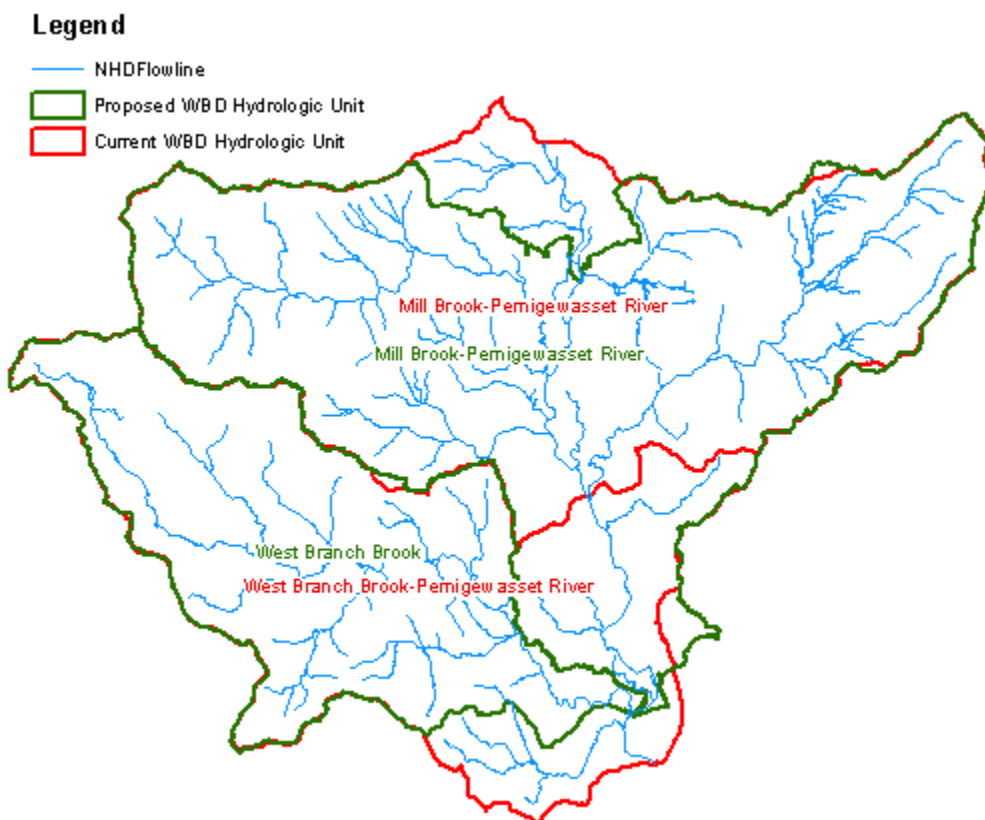 Legend
NHDFlowline
Proposed WBD Hydrologic Unit
Current WBD Hydrologic Unit
Mill Brook-Pemigewasset River
Mill Brook-Pemigewasset River
West Branch Brook
West Branch Brook-Pemigewasset River